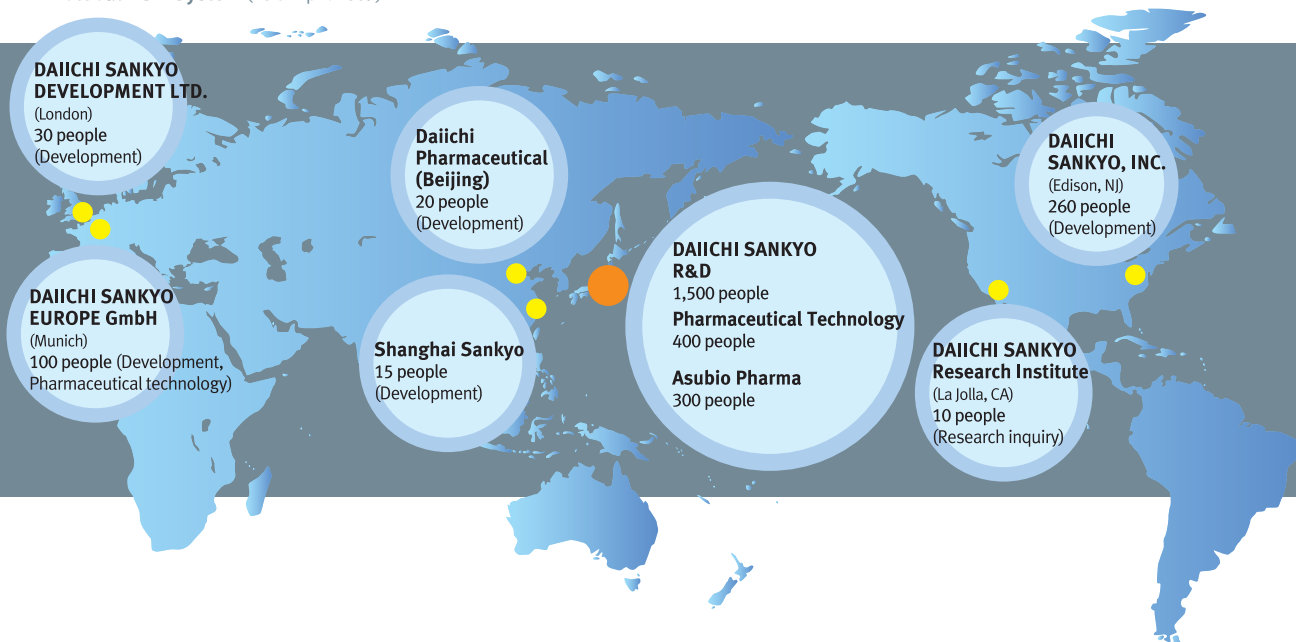 DAIICHI SANKYO
DEVELOPMENT LTD.
(London)
30 people
(Development)
DAIICHI SANKYO
EUROPE GmbH
(Munich)
100 people (Development,
Pharmaceutical technology)
Daiichi
Pharmaceutical
(Beijing)
20 people
(Development)
Shanghai Sankyo
15 people
(Development)
DAIICHI SANKYO
R&D
1,500 people
Pharmaceutical Technology
400 people
Asubio Pharma
300 people
DAIICHI
SANKYO, INC.
(Edison, NJ)
260 people
(Development)
DAIICHI SANKYO
Research Institute
(La Jolla, CA)
10 people
(Research inquiry)